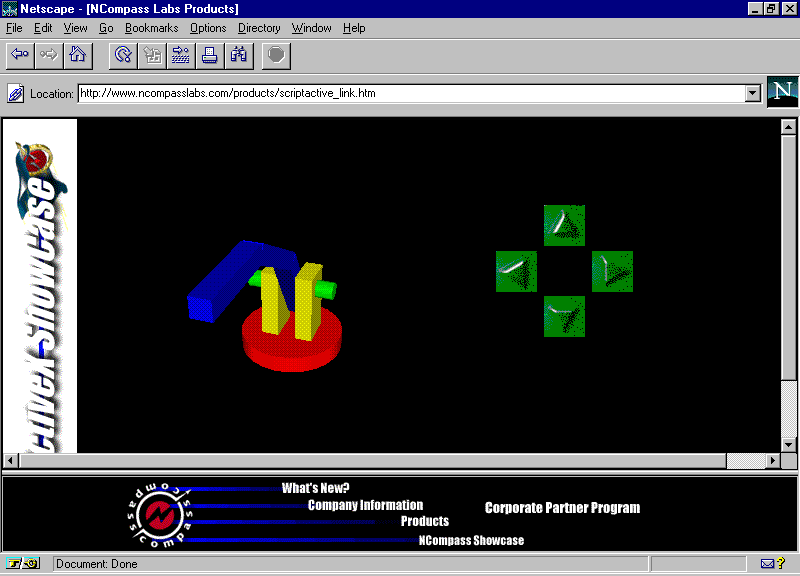 Netscape - [NCompass Labs Products]
File Edit View Go Bookmarks Options Directory Window Help
Location: http://www.ncompasslabs.com/products/scriptactive_link.htm
N
ActiveX Showcase
ncompass
What's New?
Company Information
Corporate Partner Program
Products
NCompass Showcase
Document: Done
?